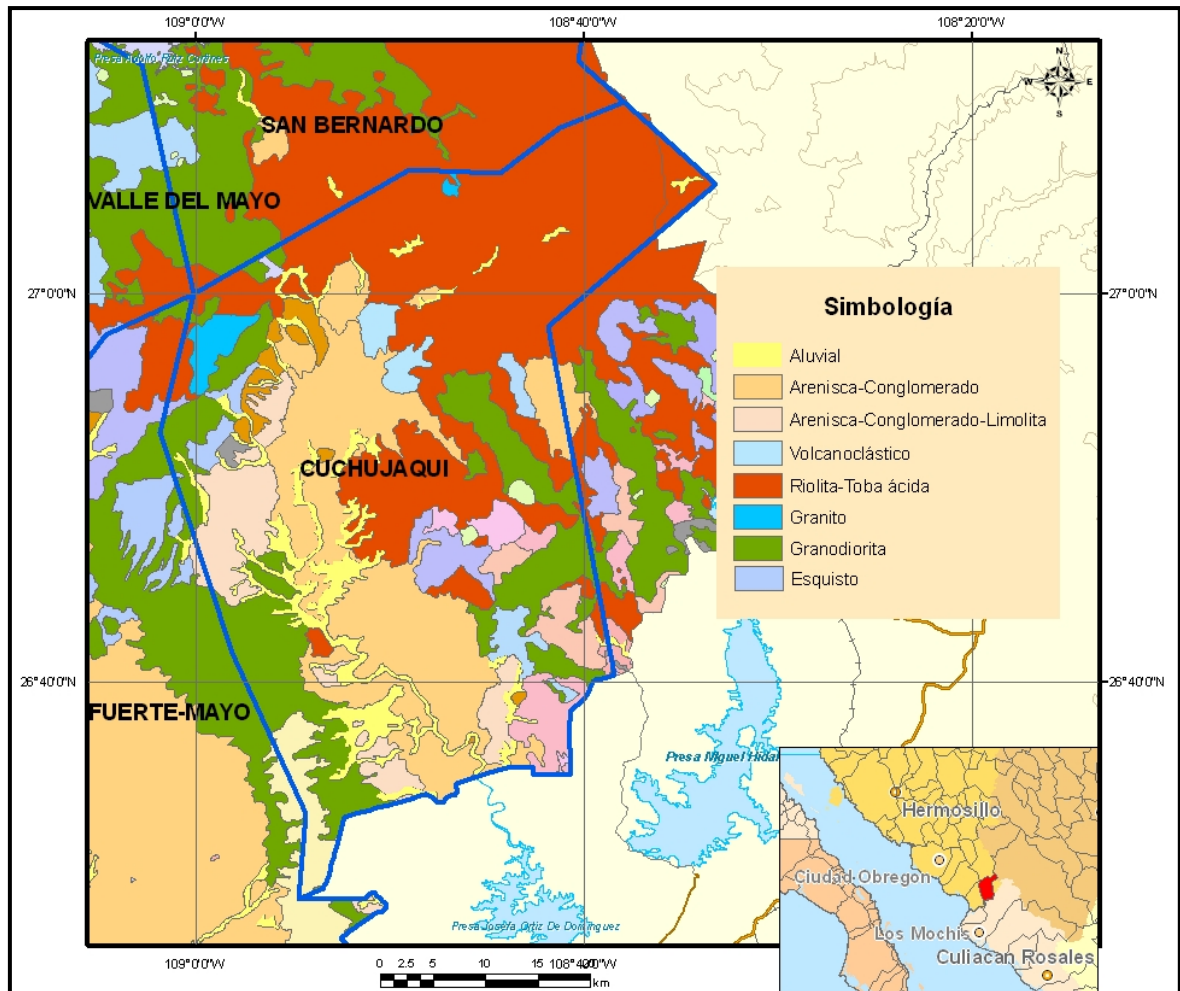 109°0'0"W
108°40'0"W
108°20'0"W
Presa Adolfo Ruiz Cortines
N
W E
S
SAN BERNARDO
VALLE DEL MAYO
27°0'0"N
27°0'0"N
Simbología
Aluvial
Arenisca-Conglomerado
Arenisca-Conglomerado-Limolita
Volcanoclástico
Riolita-Toba ácida
Granito
Granodiorita
Esquisto
CUCHUJAQUI
26°40'0"N
26°40'0"N
FUERTE-MAYO
Presa Miguel Hidal
Hermosillo
Ciudad Obregon
Los Mochis
Culiacan Rosales
Presa Josefa Ortiz De Dominguez
109°0'0"W
0 2.5 5 10 15
km